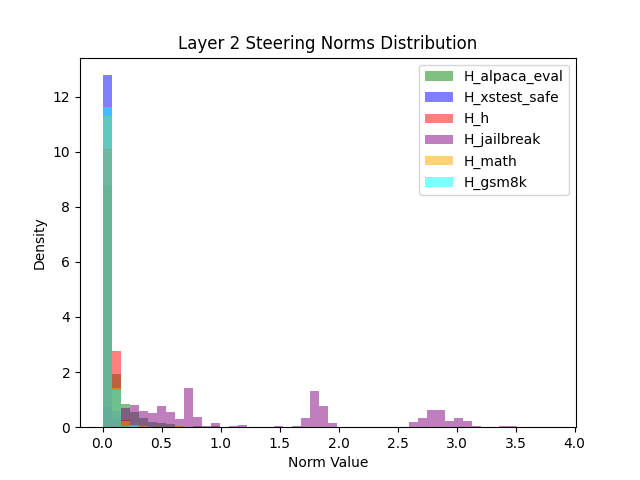 Layer 2 Steering Norms Distribution
H_alpaca_eval
H_xstest_safe
H_h
H_jailbreak
H_math
H_gsm8k
Density
12
10
8
6
4
2
0
0.0 0.5 1.0 1.5 2.0 2.5 3.0 3.5 4.0
Norm Value